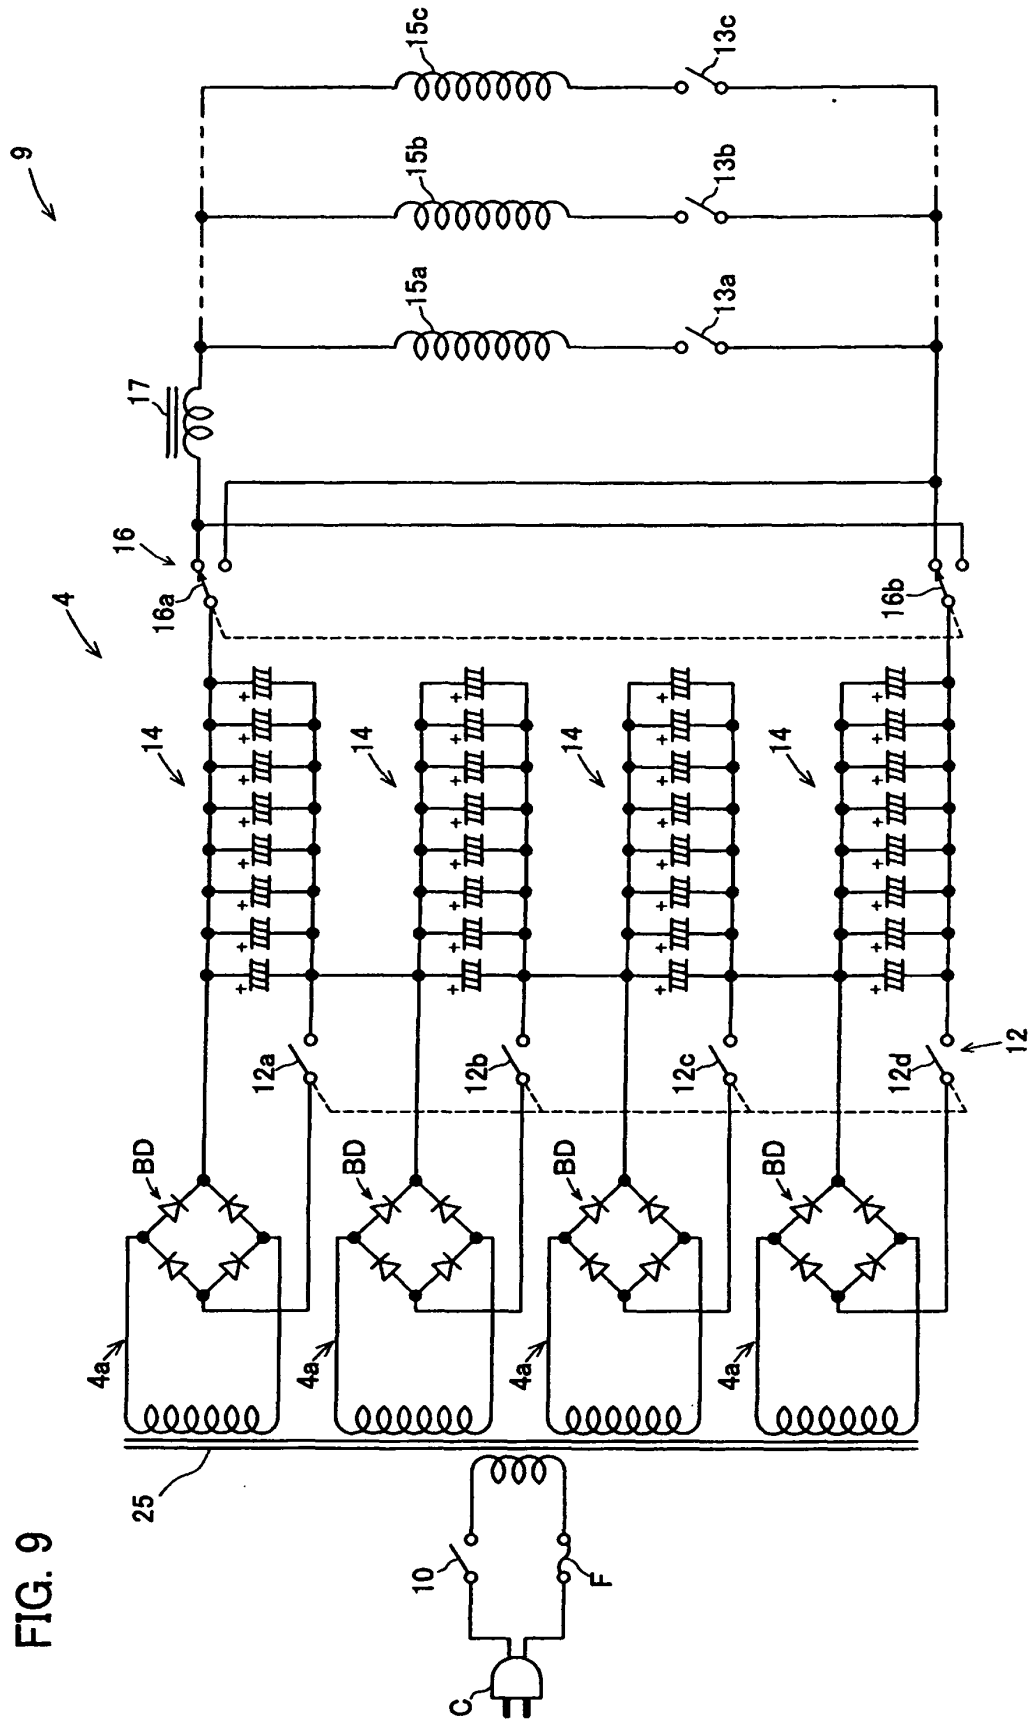 FIG. 9
9
4
15c
15b
15a
13c
13b
13a
17
16
16a
16b
14
14
14
14
+ + + + + + + +
+ + + + + + + +
+ + + + + + + +
+ + + + + + + +
12a
12b
12c
12d
12
BD
BD
BD
BD
4a
4a
4a
4a
25
10
F
C